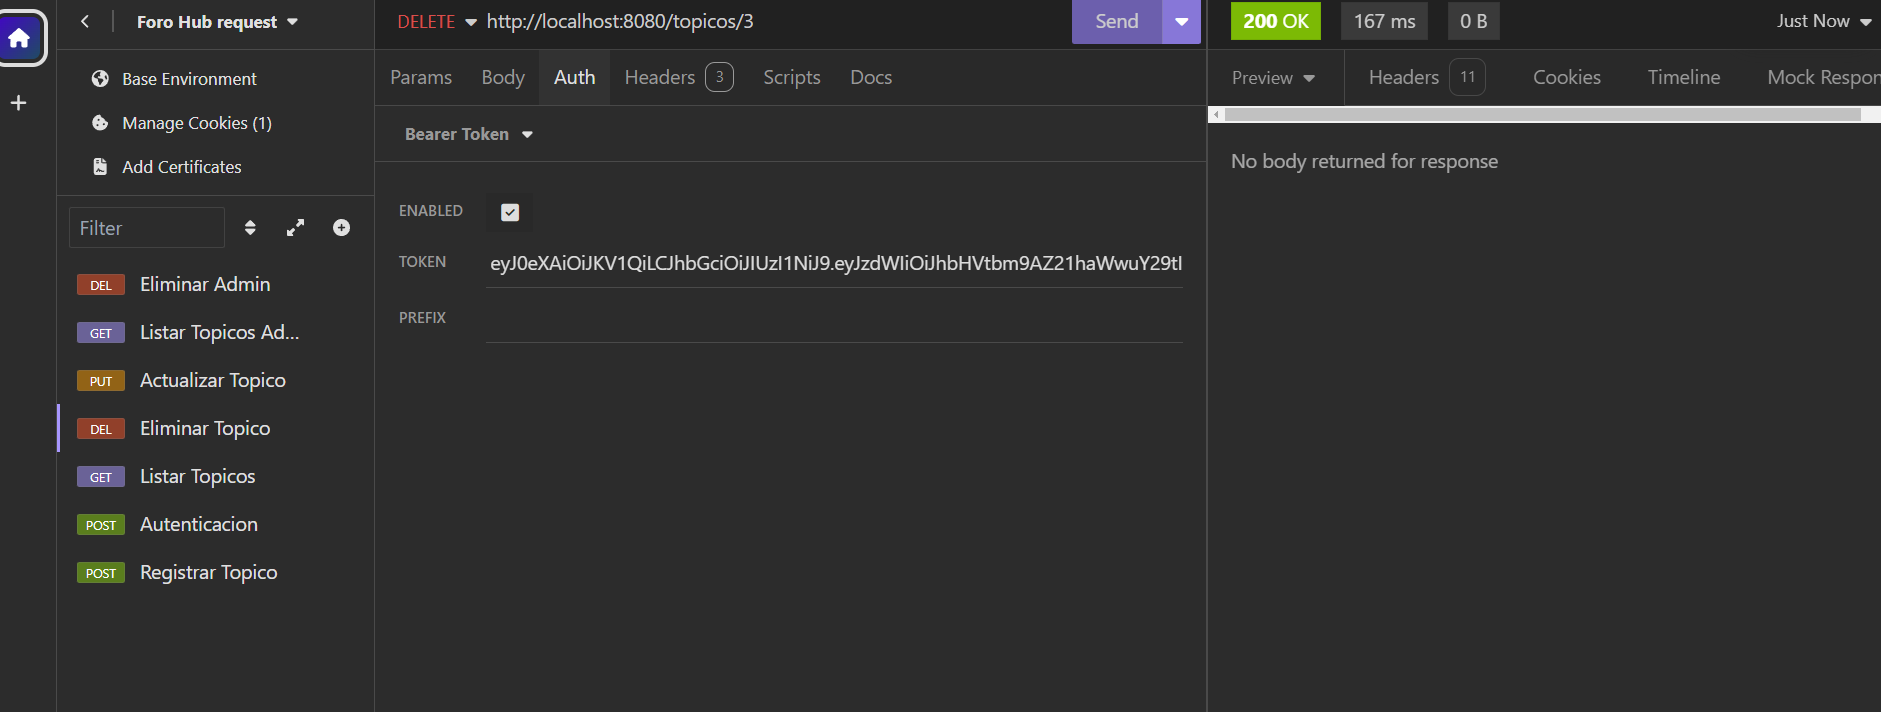 Foro Hub request
Base Environment
Manage Cookies (1)
Add Certificates
Filter
DEL Eliminar Admin
GET Listar Topicos Ad...
PUT Actualizar Topico
DEL Eliminar Topico
GET Listar Topicos
POST Autenticacion
POST Registrar Topico
DELETE http://localhost:8080/topicos/3 Send
Params Body Auth Headers 3 Scripts Docs
Bearer Token
ENABLED
TOKEN eyJ0eXAiOiJKV1QiLCJhbGciOiJIUzI1NiJ9.eyJzdWIiOiJhbHVtbm9AZ21haWwuY29tI
PREFIX
200 OK 167 ms 0 B Just Now
Preview Headers 11 Cookies Timeline Mock Respon
No body returned for response